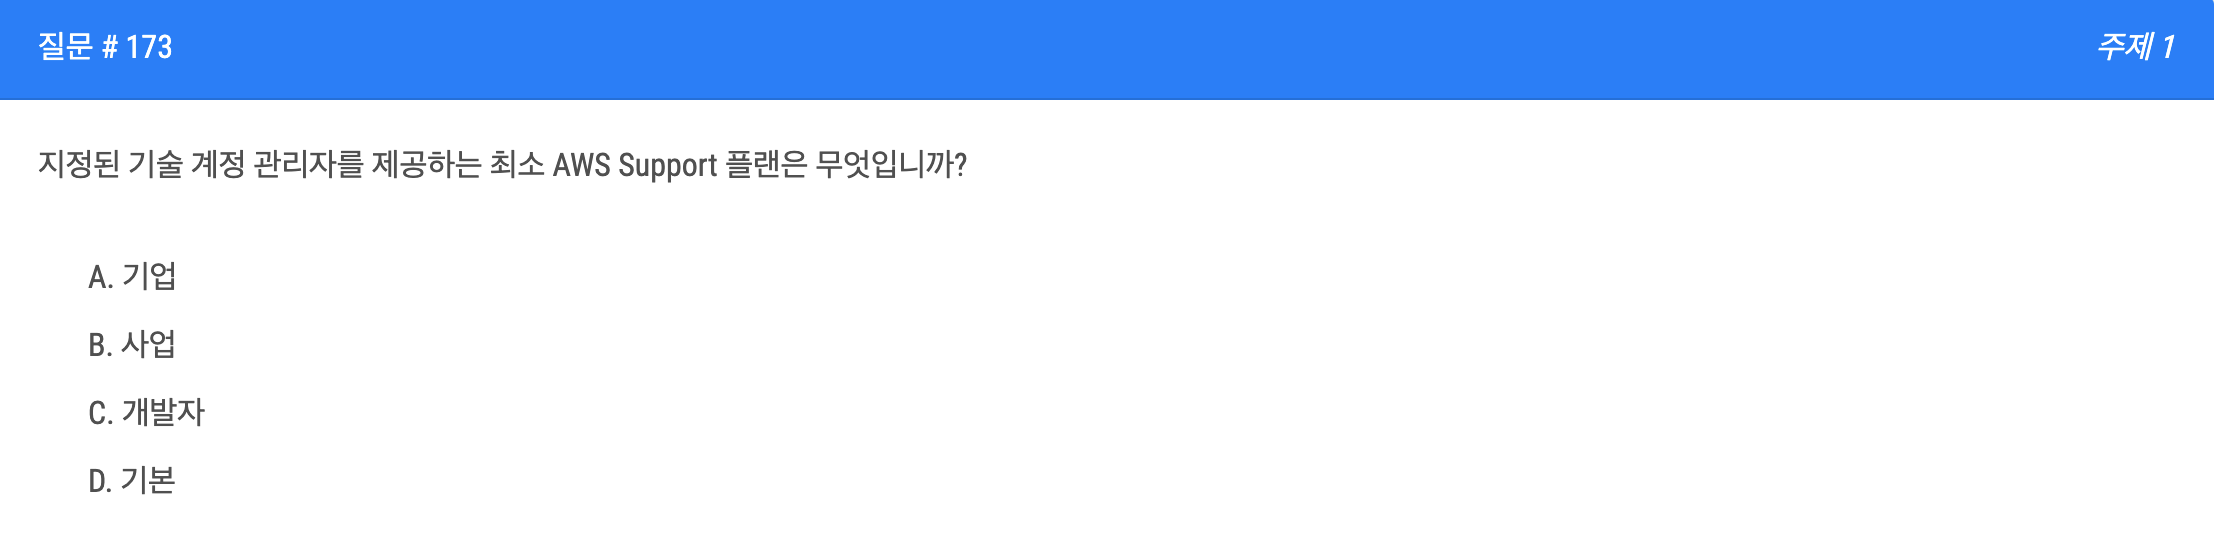 질문 # 173
주제 1
지정된 기술 계정 관리자를 제공하는 최소 AWS Support 플랜은 무엇입니까?
A. 기업
B. 사업
C. 개발자
D. 기본